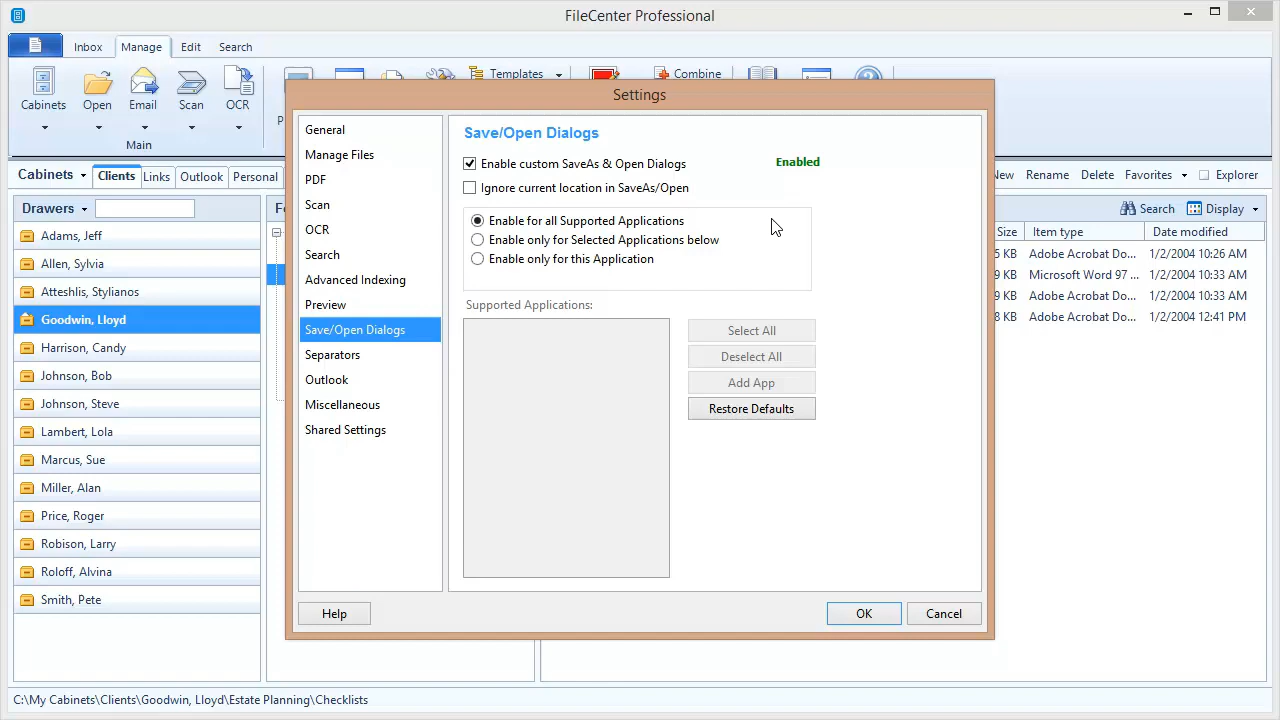 FileCenter Professional
Inbox
Manage
Edit
Search
Cabinets
Open
Email
Scan
OCR
Main
Templates
Combine
Cabinets
Clients
Links
Outlook
Personal
Rename
Delete
Favorites
Explorer
Drawers
Search
Display
Adams, Jeff
Allen, Sylvia
Atteshlis, Stylianos
Goodwin, Lloyd
Harrison, Candy
Johnson, Bob
Johnson, Steve
Lambert, Lola
Marcus, Sue
Miller, Alan
Price, Roger
Robison, Larry
Roloff, Alvina
Smith, Pete
Size
Item type
Date modified
KB Adobe Acrobat Do... 1/2/2004 10:26 AM
KB Microsoft Word 97 ... 1/2/2004 10:33 AM
KB Adobe Acrobat Do... 1/2/2004 10:33 AM
KB Adobe Acrobat Do... 1/2/2004 12:41 PM
Settings
General
Manage Files
PDF
Scan
OCR
Search
Advanced Indexing
Preview
Save/Open Dialogs
Separators
Outlook
Miscellaneous
Shared Settings
Save/Open Dialogs
Enable custom SaveAs & Open Dialogs
Enabled
Ignore current location in SaveAs/Open
Enable for all Supported Applications
Enable only for Selected Applications below
Enable only for this Application
Supported Applications:
Select All
Deselect All
Add App
Restore Defaults
Help
OK
Cancel
C:\My Cabinets\Clients\Goodwin, Lloyd\Estate Planning\Checklists